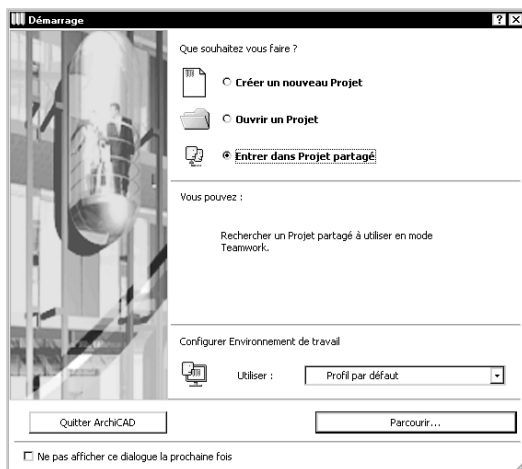 Démarrage
Que souhaitez vous faire ?
Créer un nouveau Projet
Ouvrir un Projet
Entrer dans Projet partagé
Vous pouvez :
Rechercher un Projet partagé à utiliser en mode
Teamwork.
Configurer Environnement de travail
Utiliser :
Profil par défaut
Quitter ArchiCAD
Parcourir...
Ne pas afficher ce dialogue la prochaine fois